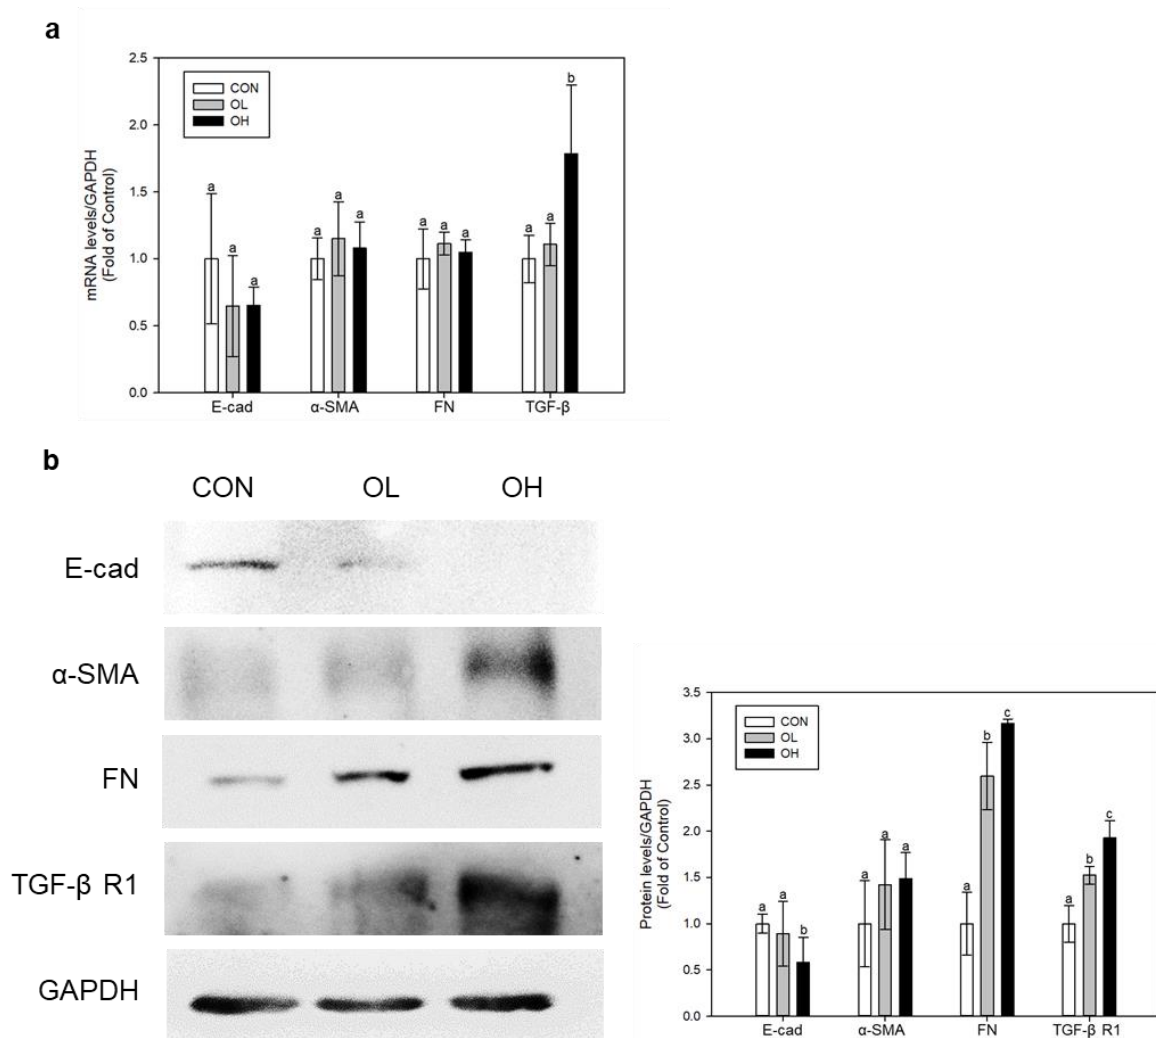 a
2.5
2.0
1.5
1.0
0.5
0.0
mRNA levels/GAPDH
(Fold of Control)
CON
OL
OH
a a a
a a a
a a a
a a b
E-cad α-SMA FN TGF-β
b
CON OL OH
E-cad
α-SMA
FN
TGF-β R1
GAPDH
3.5
3.0
2.5
2.0
1.5
1.0
0.5
0.0
Protein levels/GAPDH
(Fold of Control)
CON
OL
OH
a a b
a a a
a b c
a b c
E-cad α-SMA FN TGF-β R1